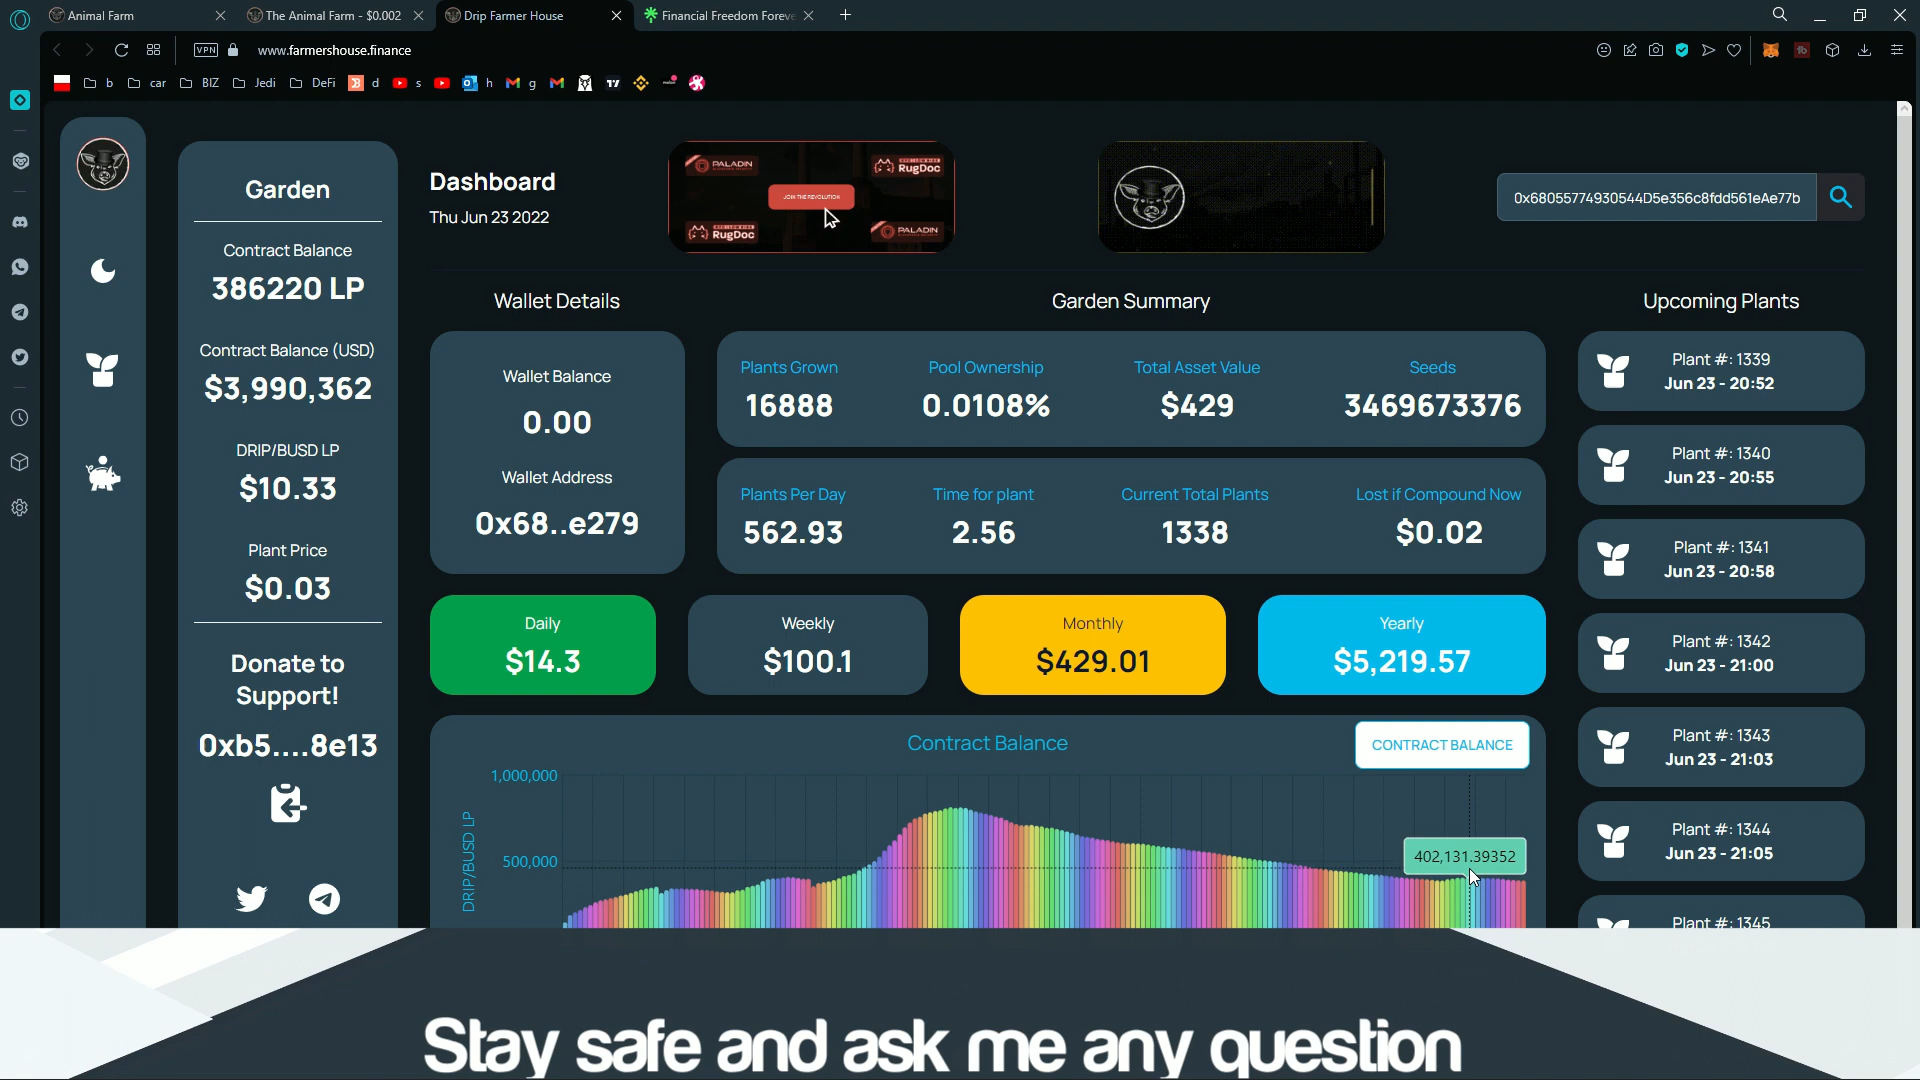 Animal Farm
The Animal Farm - $0.002
Drip Farmer House
Financial Freedom Foreve
VPN
www.farmershouse.finance
b
car
BIZ
Jedi
DeFi
d
s
h
g
Garden
Contract Balance
386220 LP
Contract Balance (USD)
$3,990,362
DRIP/BUSD LP
$10.33
Plant Price
$0.03
Donate to
Support!
0xb5....8e13
Dashboard
Thu Jun 23 2022
PALADIN
RugDoc
JOIN THE REVOLUTION
RugDoc
PALADIN
0x68055774930544D5e356c8fdd561eAe77b
Wallet Details
Wallet Balance
0.00
Wallet Address
0x68..e279
Garden Summary
Plants Grown
16888
Pool Ownership
0.0108%
Total Asset Value
$429
Seeds
3469673376
Plants Per Day
562.93
Time for plant
2.56
Current Total Plants
1338
Lost if Compound Now
$0.02
Daily
$14.3
Weekly
$100.1
Monthly
$429.01
Yearly
$5,219.57
Contract Balance
CONTRACT BALANCE
1,000,000
500,000
DRIP/BUSD LP
402,131.39352
Upcoming Plants
Plant #: 1339
Jun 23 - 20:52
Plant #: 1340
Jun 23 - 20:55
Plant #: 1341
Jun 23 - 20:58
Plant #: 1342
Jun 23 - 21:00
Plant #: 1343
Jun 23 - 21:03
Plant #: 1344
Jun 23 - 21:05
Plant #: 1345
Stay safe and ask me any question